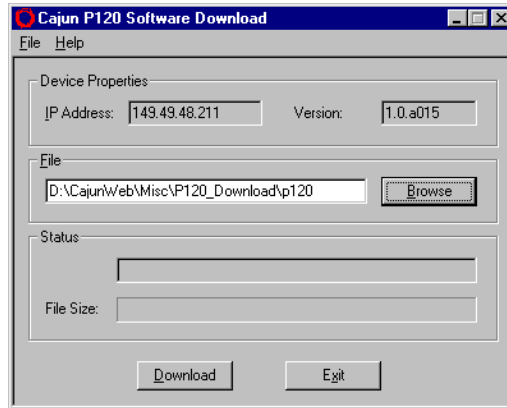 Cajun P120 Software Download
File Help
Device Properties
IP Address: 149.49.48.211 Version: 1.0.a015
File
D:\CajunWeb\Misc\P120_Download\p120 Browse
Status
File Size:
Download Exit